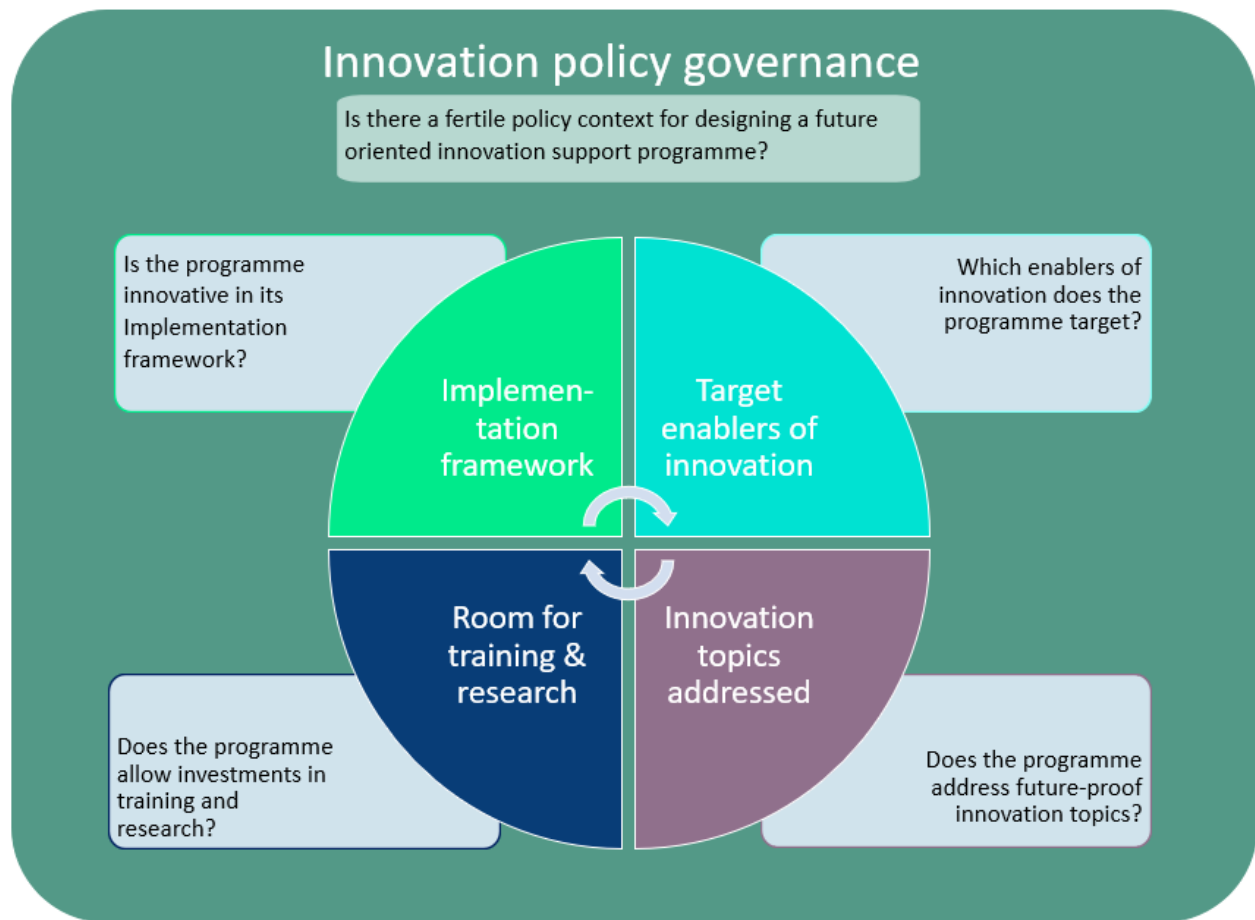 Innovation policy governance
Is there a fertile policy context for designing a future
oriented innovation support programme?
Is the programme
innovative in its
Implementation
framework?
Which enablers of
innovation does the
programme target?
Implemen-
tation
framework
Target
enablers of
innovation
Room for
training &
research
Innovation
topics
addressed
Does the programme
allow investments in
training and
research?
Does the programme
address future-proof
innovation topics?